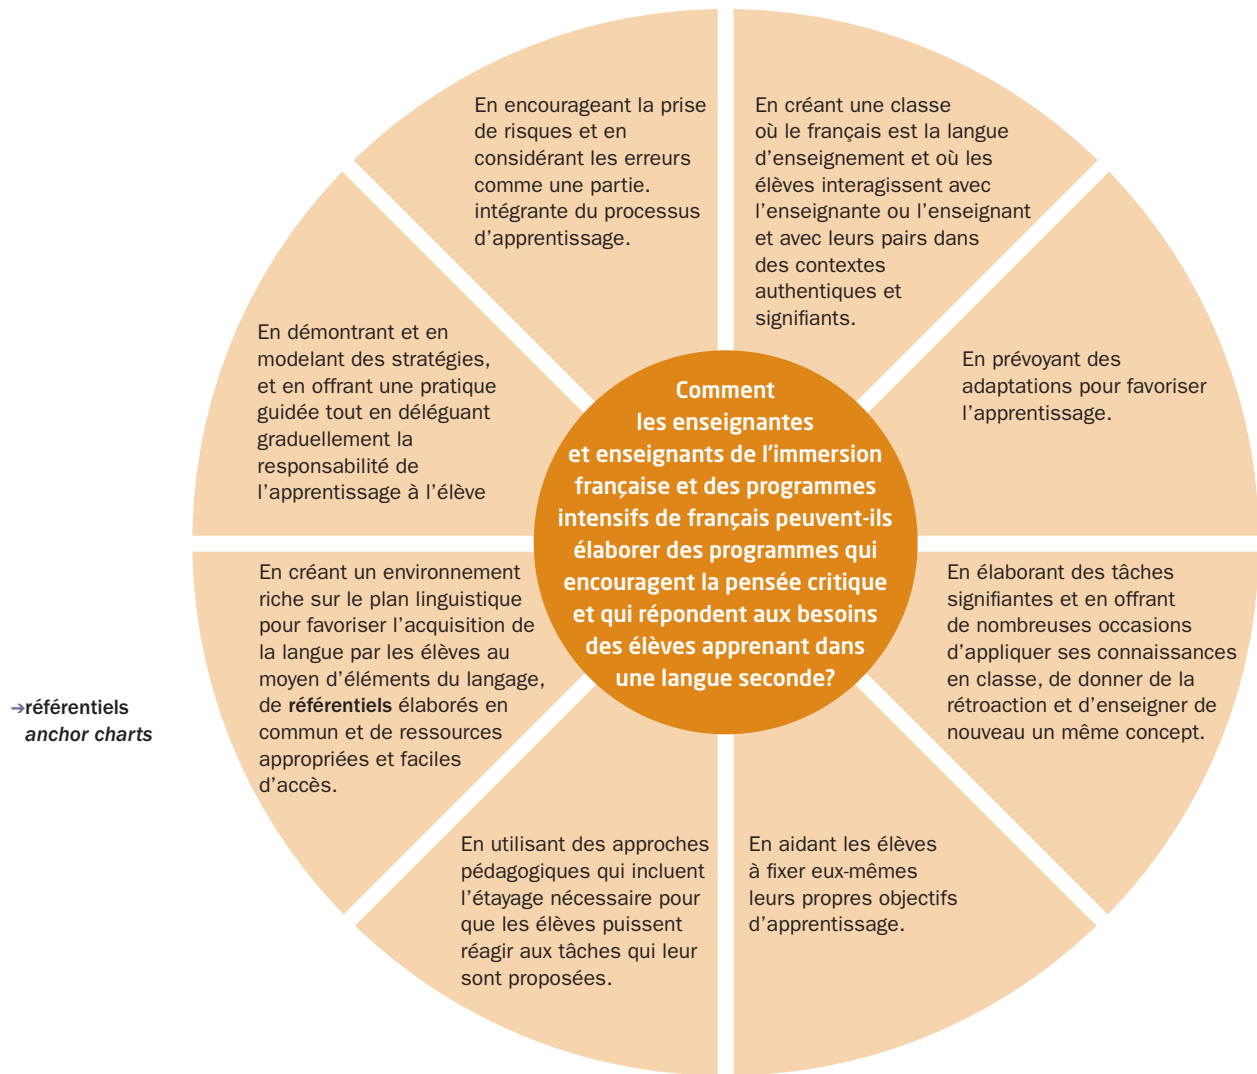 En encourageant la prise
de risques et en
considérant les erreurs
comme une partie.
intégrante du processus
d'apprentissage.
En créant une classe
où le français est la langue
d'enseignement et où les
élèves interagissent avec
l'enseignante ou l'enseignant
et avec leurs pairs dans
des contextes
authentiques et
signifiants.
En démontrant et en
modelant des stratégies,
et en offrant une pratique
guidée tout en déléguant
graduellement la
responsabilité de
l'apprentissage à l'élève
En prévoyant des
adaptations pour favoriser
l'apprentissage.
Comment
les enseignantes
et enseignants de l'immersion
française et des programmes
intensifs de français peuvent-ils
élaborer des programmes qui
encouragent la pensée critique
et qui répondent aux besoins
des élèves apprenant dans
une langue seconde?
En créant un environnement
riche sur le plan linguistique
pour favoriser l'acquisition de
la langue par les élèves au
moyen d'éléments du langage,
de référentiels élaborés en
commun et de ressources
appropriées et faciles
d'accès.
En élaborant des tâches
signifiantes et en offrant
de nombreuses occasions
d'appliquer ses connaissances
en classe, de donner de la
rétroaction et d'enseigner de
nouveau un même concept.
➔référentiels
anchor charts
En utilisant des approches
pédagogiques qui incluent
l'étayage nécessaire pour
que les élèves puissent
réagir aux tâches qui leur
sont proposées.
En aidant les élèves
à fixer eux-mêmes
leurs propres objectifs
d'apprentissage.